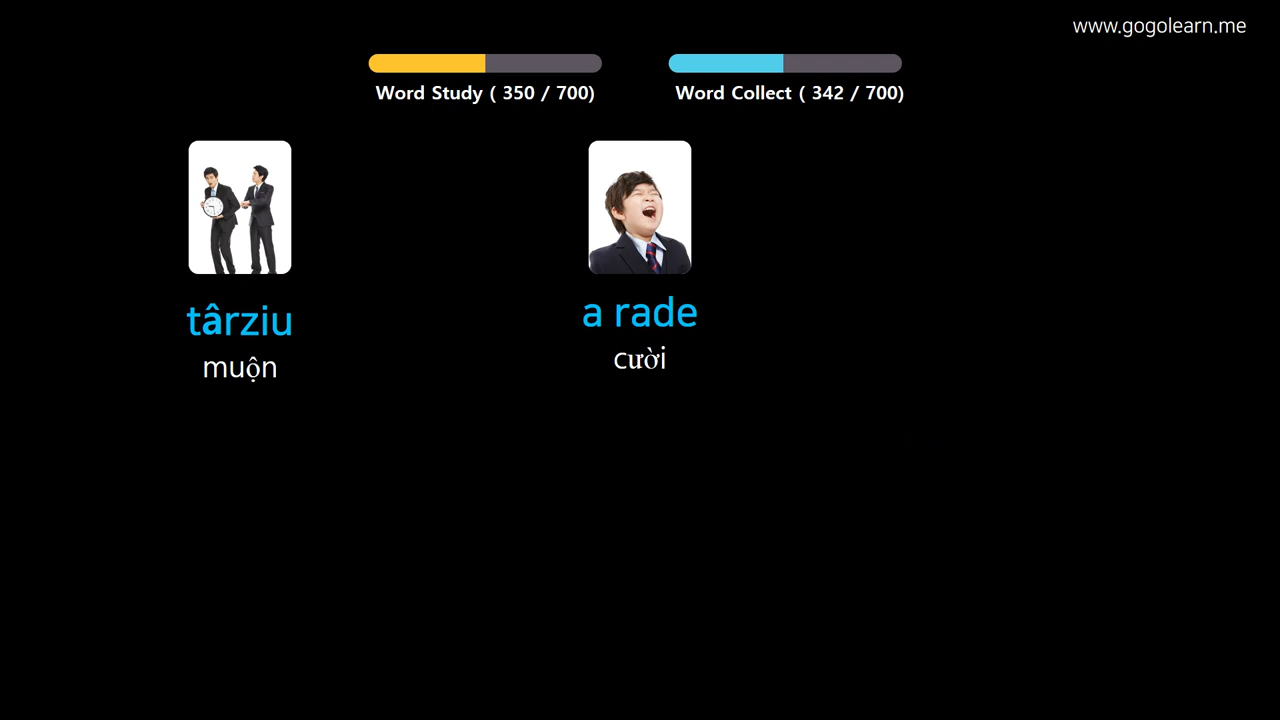 www.gogolearn.me
Word Study ( 350 / 700)
Word Collect ( 342 / 700)
târziu
muộn
a rade
cười